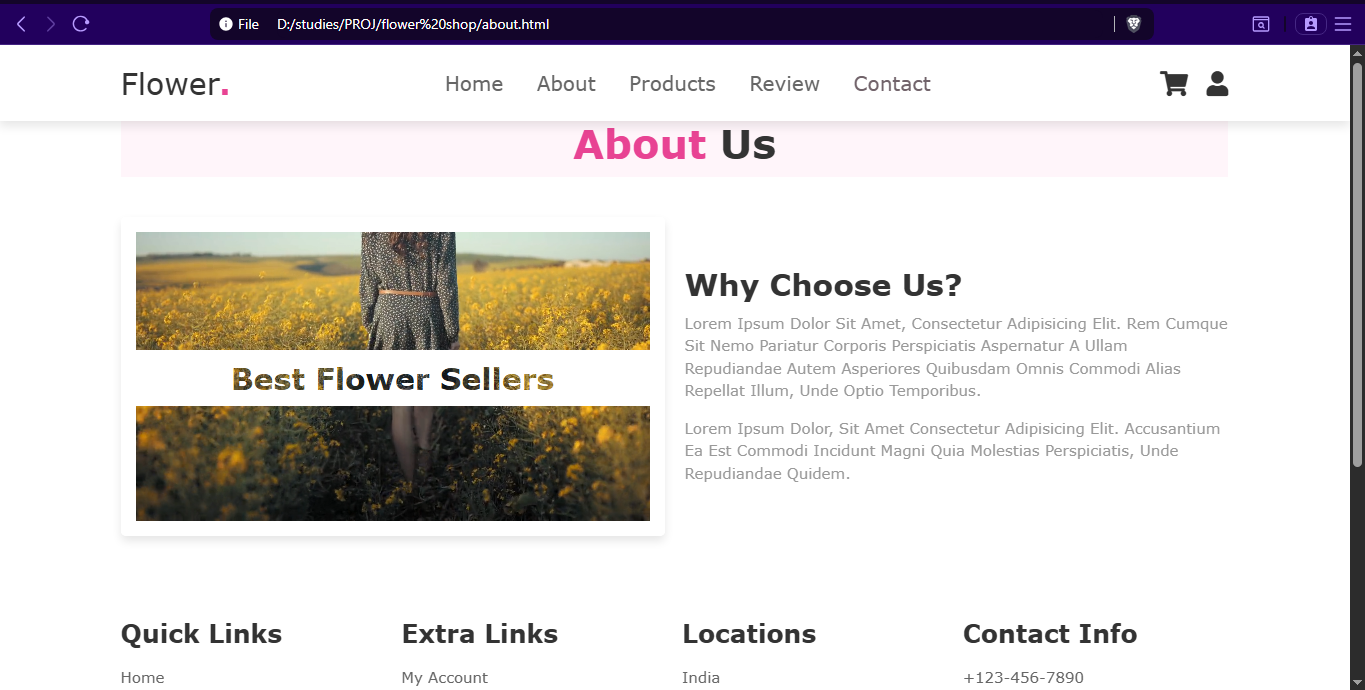 File D:/studies/PROJ/flower%20shop/about.html
Flower.
Home About Products Review Contact
About Us
Best Flower Sellers
Why Choose Us?
Lorem Ipsum Dolor Sit Amet, Consectetur Adipisicing Elit. Rem Cumque
Sit Nemo Pariatur Corporis Perspiciatis Aspernatur A Ullam
Repudiandae Autem Asperiores Quibusdam Omnis Commodi Alias
Repellat Illum, Unde Optio Temporibus.
Lorem Ipsum Dolor, Sit Amet Consectetur Adipisicing Elit. Accusantium
Ea Est Commodi Incidunt Magni Quia Molestias Perspiciatis, Unde
Repudiandae Quidem.
Quick Links
Home
Extra Links
My Account
Locations
India
Contact Info
+123-456-7890